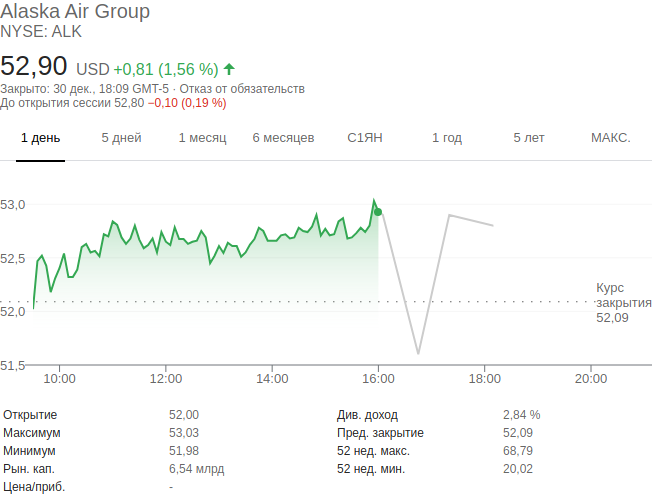 Alaska Air Group
NYSE: ALK
52,90 USD +0,81 (1,56 %)
Закрыто: 30 дек., 18:09 GMT-5 · Отказ от обязательств
До открытия сессии 52,80 −0,10 (0,19 %)
1 день 5 дней 1 месяц 6 месяцев С1ЯН 1 год 5 лет МАКС.
53,0
52,5
Курс
закрытия
52,09
52,0
51,5
10:00 12:00 14:00 16:00 18:00 20:00
Открытие 52,00 Див. доход 2,84 %
Максимум 53,03 Пред. закрытие 52,09
Минимум 51,98 52 нед. макс. 68,79
Рын. кап. 6,54 млрд 52 нед. мин. 20,02
Цена/приб. -